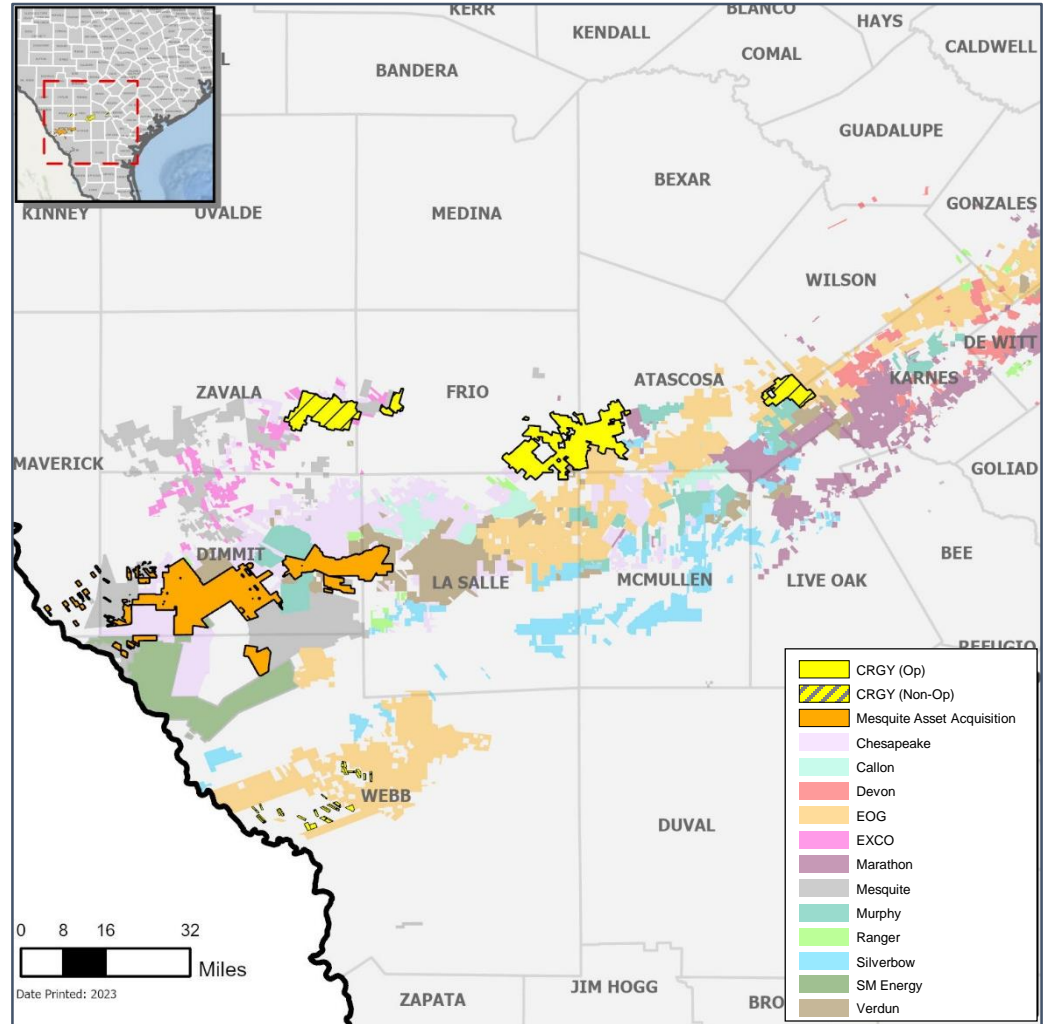 KERR
KENDALL
BLANCO
HAYS
COMAL
CALDWELL
BANDERA
GUADALUPE
BEXAR
KINNEY
UVALDE
MEDINA
GONZALES
WILSON
DE WITT
ZAVALA
FRIO
ATASCOSA
KARNES
MAVERICK
GOLIAD
DIMMIT
LA SALLE
MCMULLEN
LIVE OAK
BEE
REFUGIO
WEBB
DUVAL
ZAPATA
JIM HOGG
BRO
CRGY (Op)
CRGY (Non-Op)
Mesquite Asset Acquisition
Chesapeake
Callon
Devon
EOG
EXCO
Marathon
Mesquite
Murphy
Ranger
Silverbow
SM Energy
Verdun
0 8 16 32
Miles
Date Printed: 2023